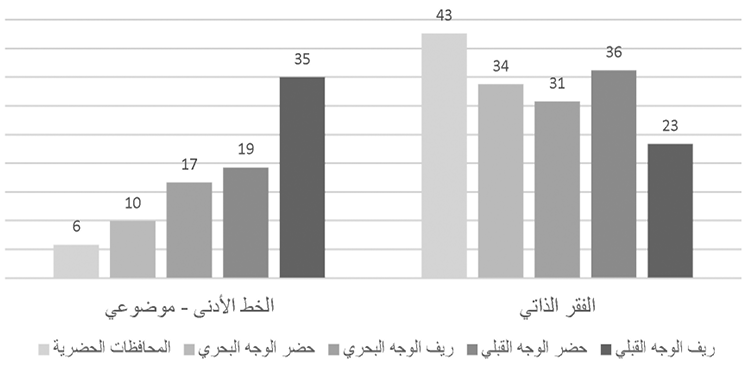 43
36
35
34
31
23
19
17
10
6
الخط الأدنى - موضوعي
الفقر الذاتي
المحافظات الحضرية
حضر الوجه البحري
ريف الوجه البحري
حضر الوجه القبلي
ريف الوجه القبلي